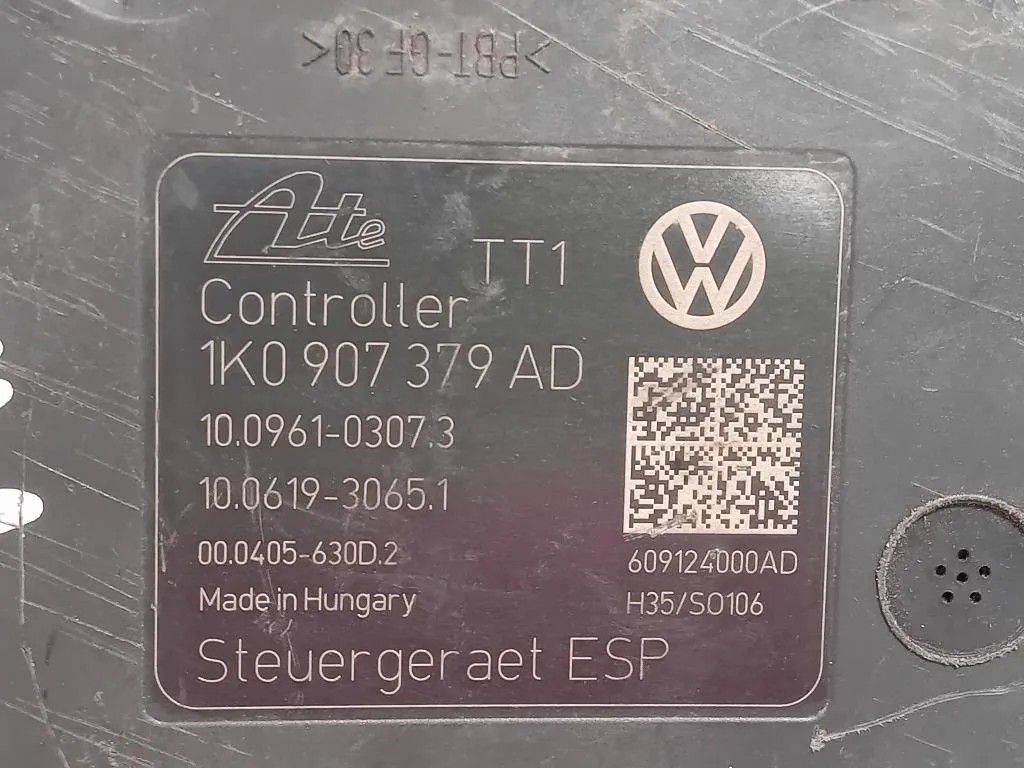 >PBT-GF30<
Ate
TT1
Controller
1K0 907 379 AD
10.0961-0307.3
10.0619-3065.1
00.0405-630D.2
609124000AD
Made in Hungary
H35/SO106
Steuergeraet ESP